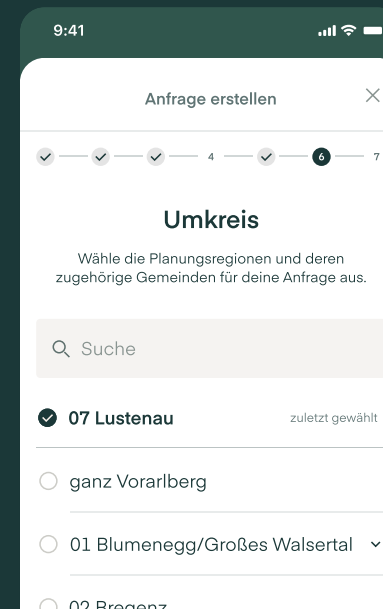 9:41
Anfrage erstellen
4 6 7
Umkreis
Wähle die Planungsregionen und deren
zugehörige Gemeinden für deine Anfrage aus.
Suche
07 Lustenau zuletzt gewählt
ganz Vorarlberg
01 Blumenegg/Großes Walsertal
02 Bregenz